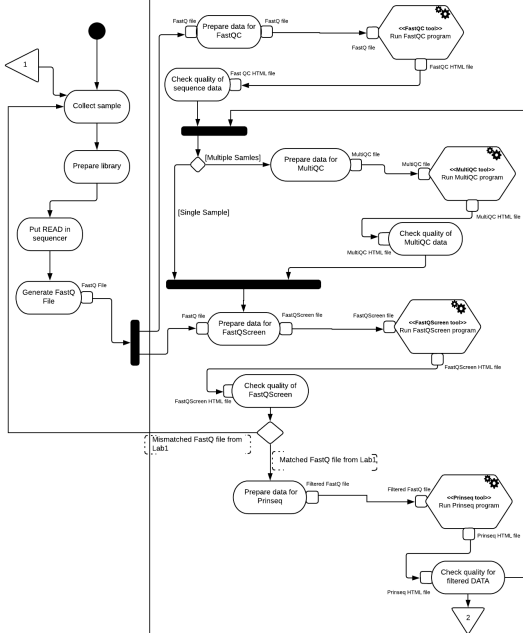 1
Collect sample
Prepare library
Put READ in
sequencer
Generate FastQ
File
FastQ File
FastQ file
Prepare data for
FastQC
FastQ file
FastQ file
<<FastQC tool>>
Run FastQC program
FastQC HTML file
Check quality of
sequence data
Fast QC HTML file
[Multiple Samles]
[Single Sample]
Prepare data for
MultiQC
MultiQC file
MultiQC file
<<MultiQC tool>>
Run MultiQC program
MultiQC HTML file
Check quality of
MultiQC data
MultiQC HTML file
FastQ file
Prepare data for
FastQScreen
FastQScreen file
FastQScreen file
<<FastQScreen tool>>
Run FastQScreen program
FastQScreen HTML file
Check quality of
FastQScreen
FastQScreen HTML file
Mismatched FastQ file from
Lab1
Matched FastQ file from Lab1
Prepare data for
Prinseq
Filtered FastQ file
Filtered FastQ file
<<Prinseq tool>>
Run Prinseq program
Prinseq HTML file
Check quality for
filtered DATA
Prinseq HTML file
2